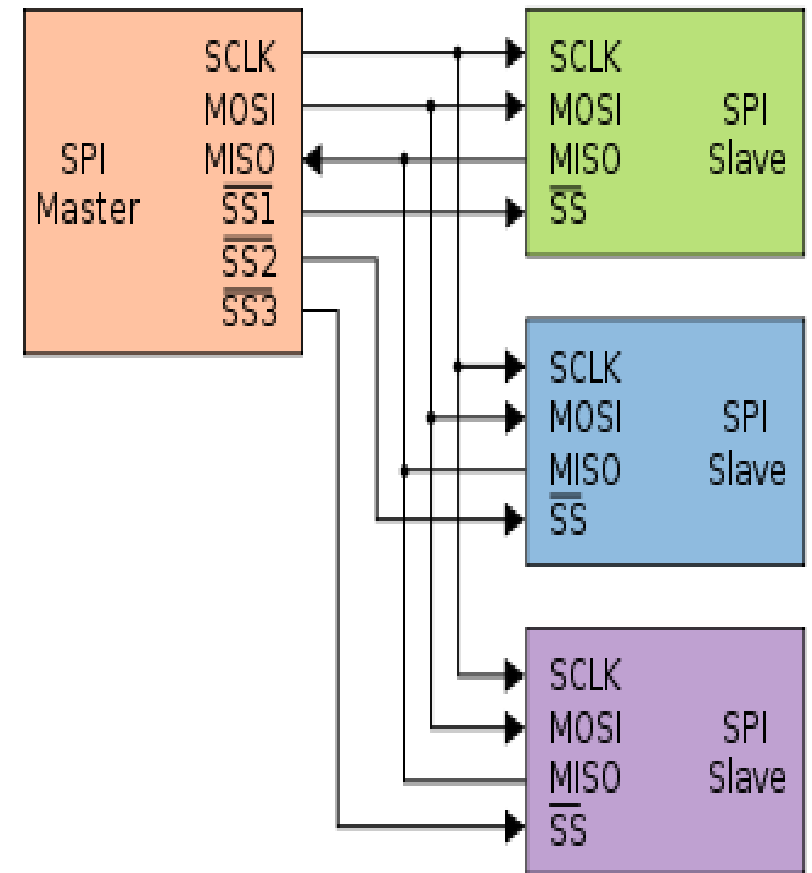 SCLK
MOSI
SPI MISO
Master SS1
SS2
SS3
SCLK
MOSI SPI
MISO Slave
SS
SCLK
MOSI SPI
MISO Slave
SS
SCLK
MOSI SPI
MISO Slave
SS